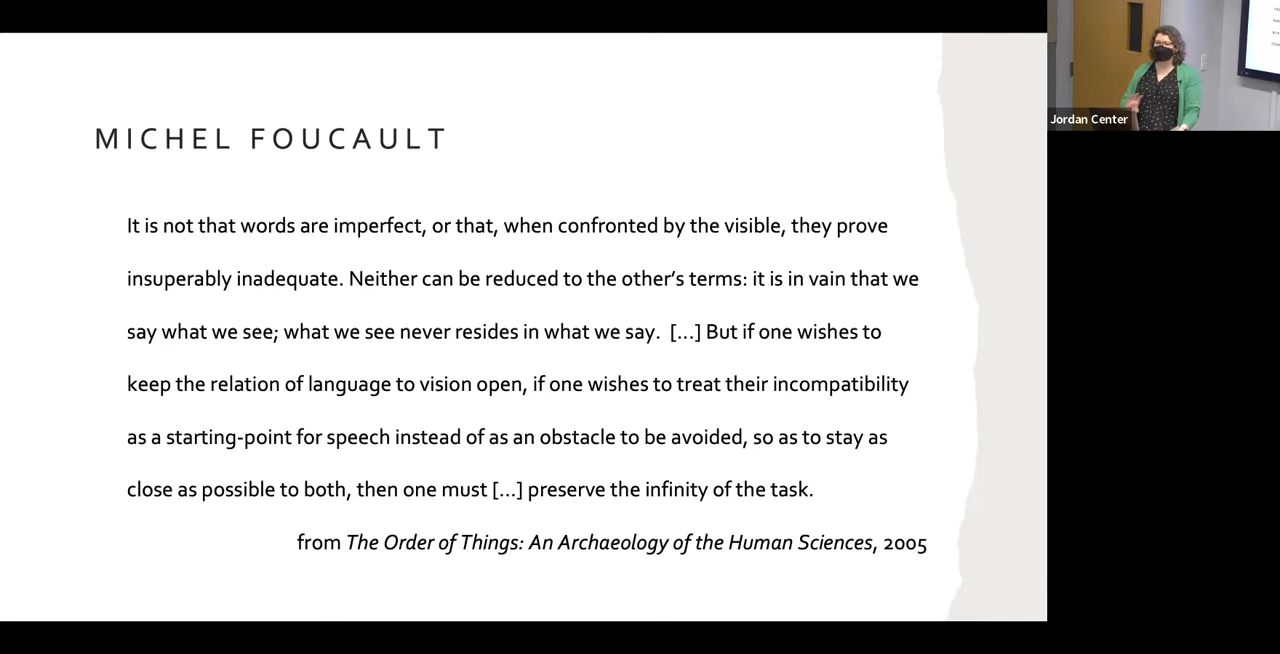 MICHEL FOUCAULT
It is not that words are imperfect, or that, when confronted by the visible, they prove
insuperably inadequate. Neither can be reduced to the other's terms: it is in vain that we
say what we see; what we see never resides in what we say.  […] But if one wishes to
keep the relation of language to vision open, if one wishes to treat their incompatibility
as a starting-point for speech instead of as an obstacle to be avoided, so as to stay as
close as possible to both, then one must […] preserve the infinity of the task.
from The Order of Things: An Archaeology of the Human Sciences, 2005
Jordan Center